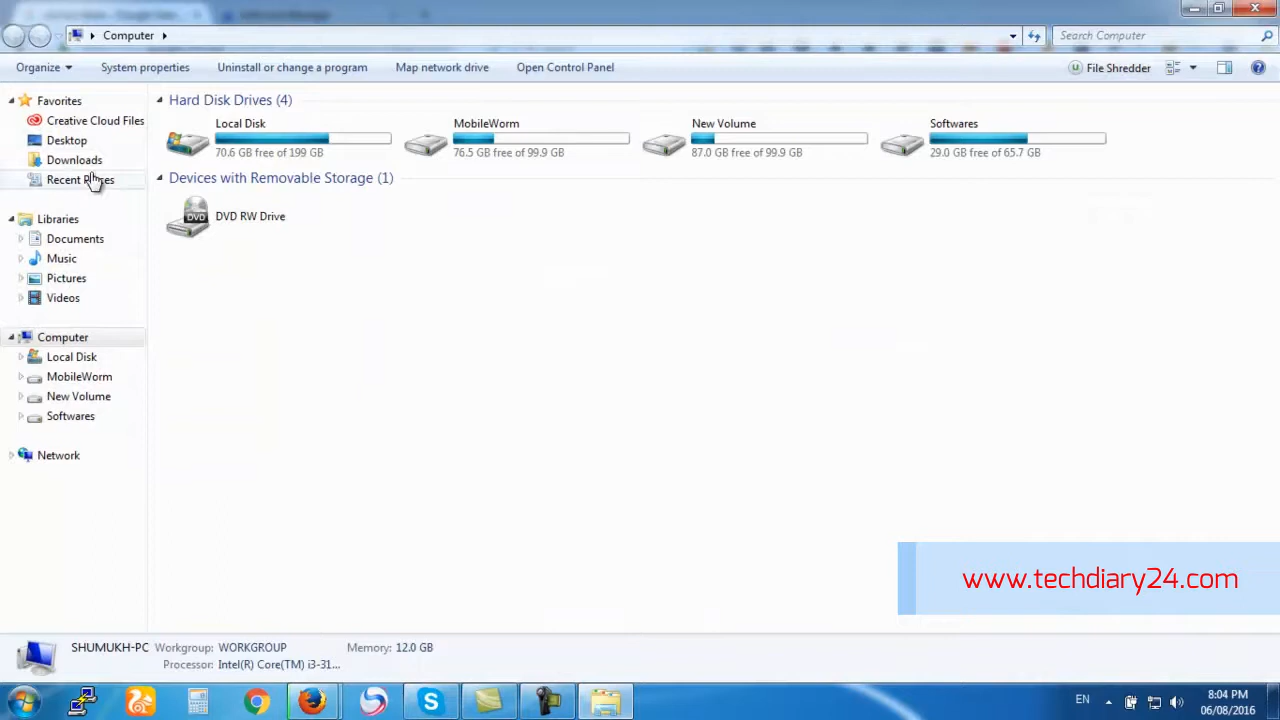 Computer
Search Computer
Organize
System properties
Uninstall or change a program
Map network drive
Open Control Panel
File Shredder
Favorites
Creative Cloud Files
Desktop
Downloads
Recent
Libraries
Documents
Music
Pictures
Videos
Computer
Local Disk
MobileWorm
New Volume
Softwares
Network
Hard Disk Drives (4)
Local Disk
70.6 GB free of 199 GB
MobileWorm
76.5 GB free of 99.9 GB
New Volume
87.0 GB free of 99.9 GB
Softwares
29.0 GB free of 65.7 GB
Devices with Removable Storage (1)
DVD
DVD RW Drive
www.techdiary24.com
SHUMUKH-PC Workgroup: WORKGROUP Memory: 12.0 GB
Processor: Intel(R) Core(TM) i3-31...
EN
8:04 PM
06/08/2016